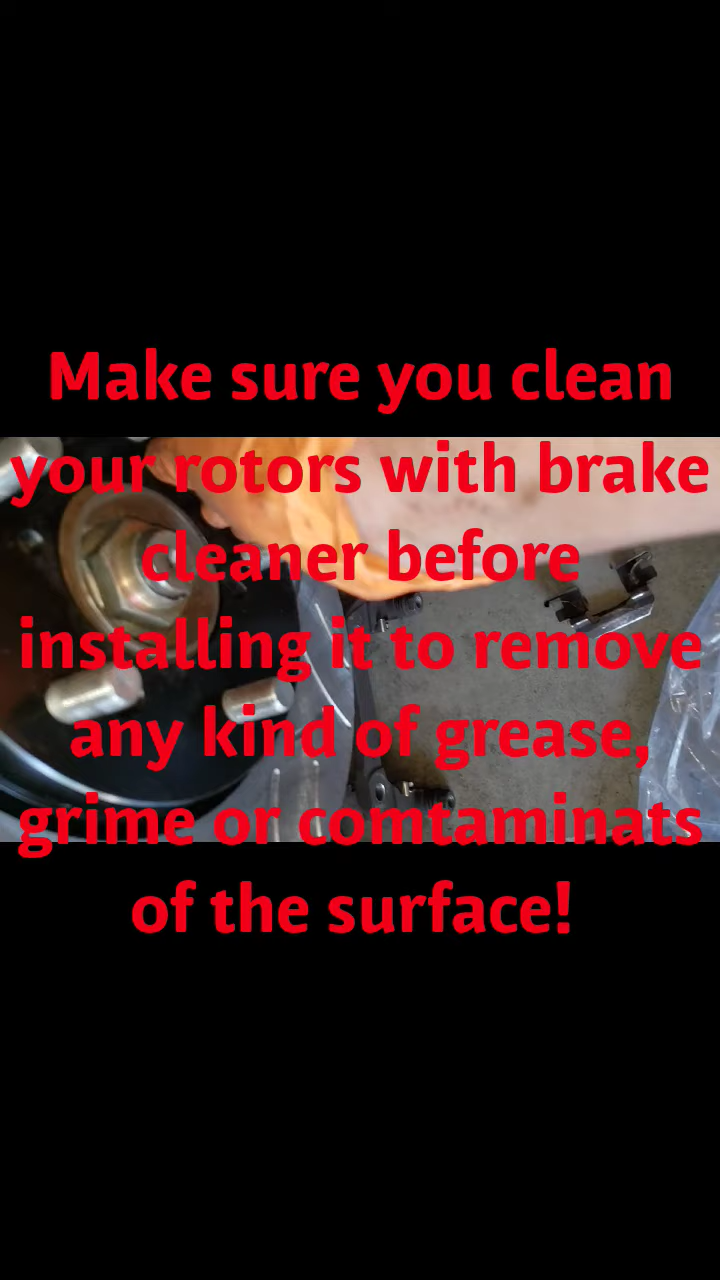 Make sure you clean
your rotors with brake
cleaner before
installing it to remove
any kind of grease,
grime or comtaminats
of the surface!